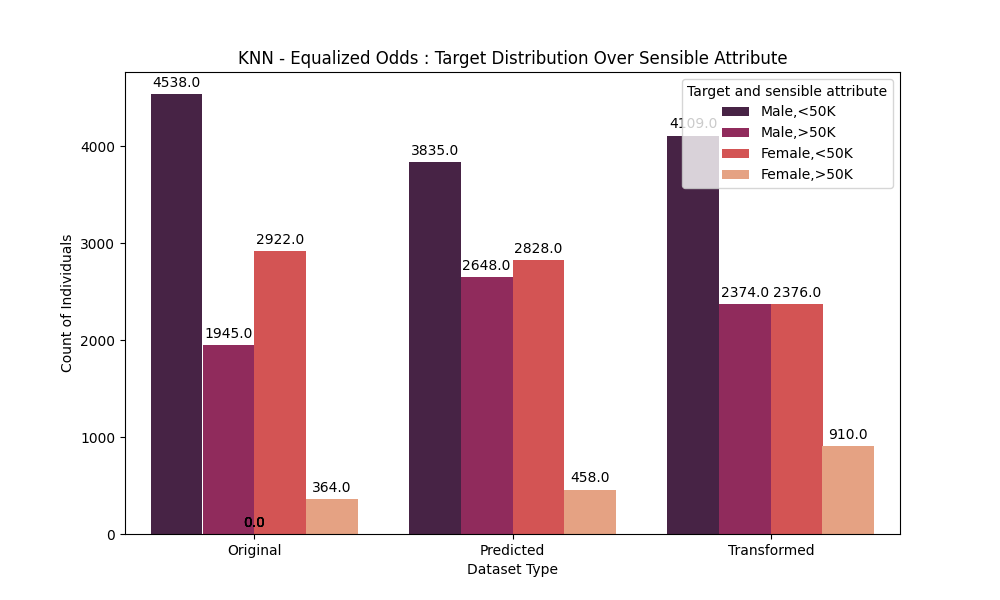 KNN - Equalized Odds : Target Distribution Over Sensible Attribute
Target and sensible attribute
Male,<50K
Male,>50K
Female,<50K
Female,>50K
4538.0
1945.0
2922.0
364.0
0.0
3835.0
2648.0
2828.0
458.0
4109.0
2374.0
2376.0
910.0
Count of Individuals
0
1000
2000
3000
4000
Original
Predicted
Transformed
Dataset Type